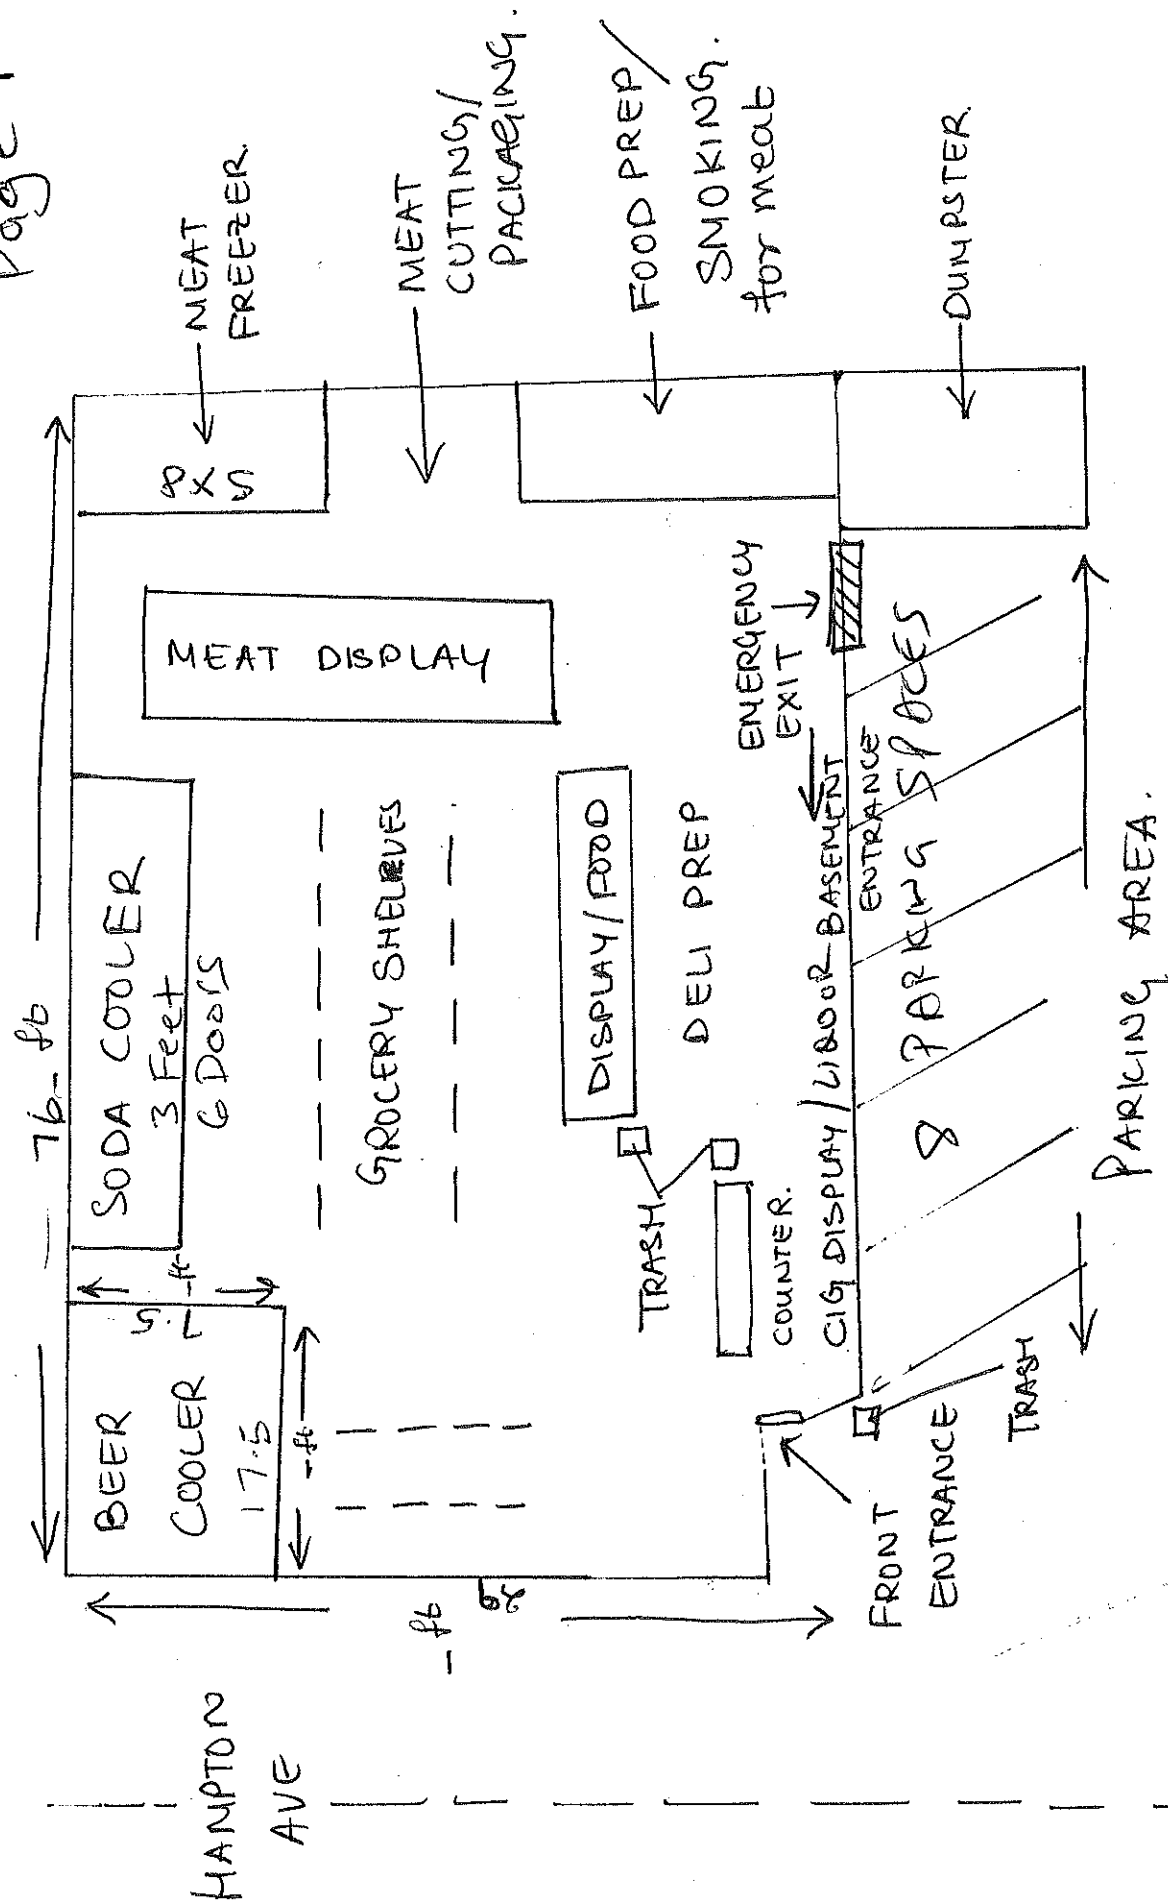 Page 1
76 - ft
HAMPTON
AVE
BEER
COOLER
17.5
- ft
7.5 - ft
SODA COOLER
3 Feet
6 Doors
8x5
MEAT
FREEZER.
MEAT DISPLAY
GROCERY SHELVES
MEAT
CUTTING/
PACKAGING.
- ft
DISPLAY/FOOD
TRASH
DELI PREP
FOOD PREP/
SMOKING.
for meat
COUNTER.
EMERGENCY
EXIT
CIG DISPLAY/LIQUOR BASEMENT
ENTRANCE
FRONT
ENTRANCE
TRASH
8 PARKING SPACES
DUMPSTER.
PARKING AREA.